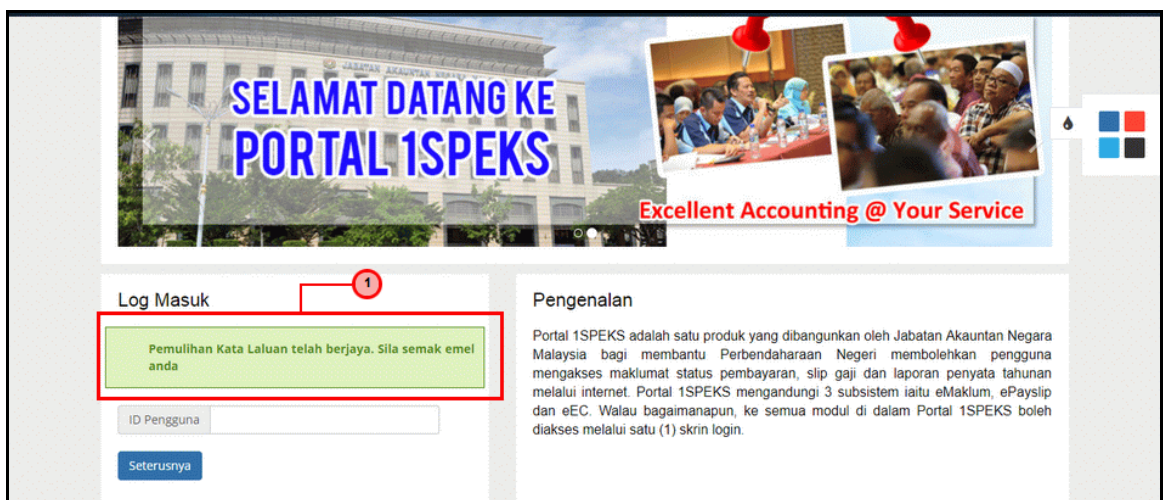 JABATAN AKAUNTAN NEGARA
SELAMAT DATANG KE
PORTAL 1SPEKS
Excellent Accounting @ Your Service
1
Log Masuk
Pemulihan Kata Laluan telah berjaya. Sila semak emel
anda
ID Pengguna
Seterusnya
Pengenalan
Portal 1SPEKS adalah satu produk yang dibangunkan oleh Jabatan Akauntan Negara
Malaysia bagi membantu Perbendaharaan Negeri membolehkan pengguna
mengakses maklumat status pembayaran, slip gaji dan laporan penyata tahunan
melalui internet. Portal 1SPEKS mengandungi 3 subsistem iaitu eMaklum, ePayslip
dan eEC. Walau bagaimanapun, ke semua modul di dalam Portal 1SPEKS boleh
diakses melalui satu (1) skrin login.